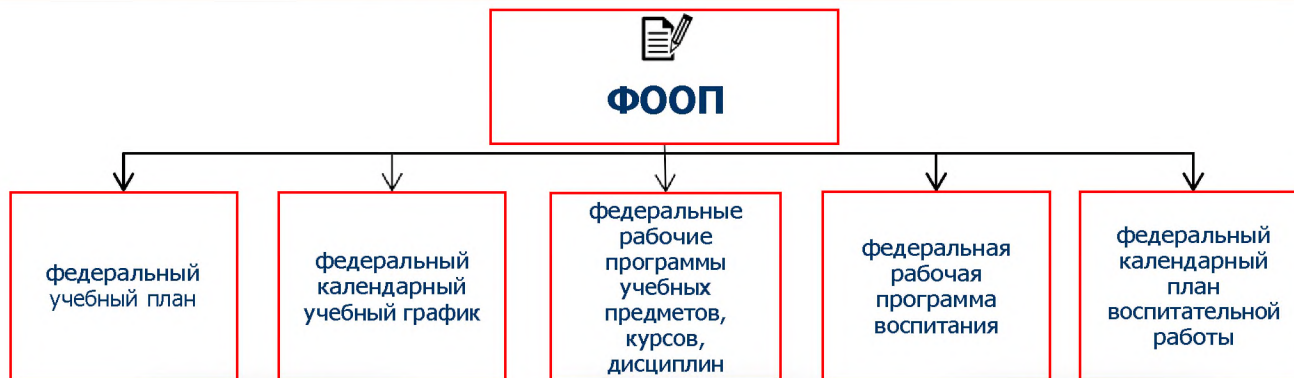 ФООП
федеральный
учебный план
федеральный
календарный
учебный график
федеральные
рабочие
программы
учебных
предметов,
курсов,
дисциплин
федеральная
рабочая
программа
воспитания
федеральный
календарный
план
воспитательной
работы